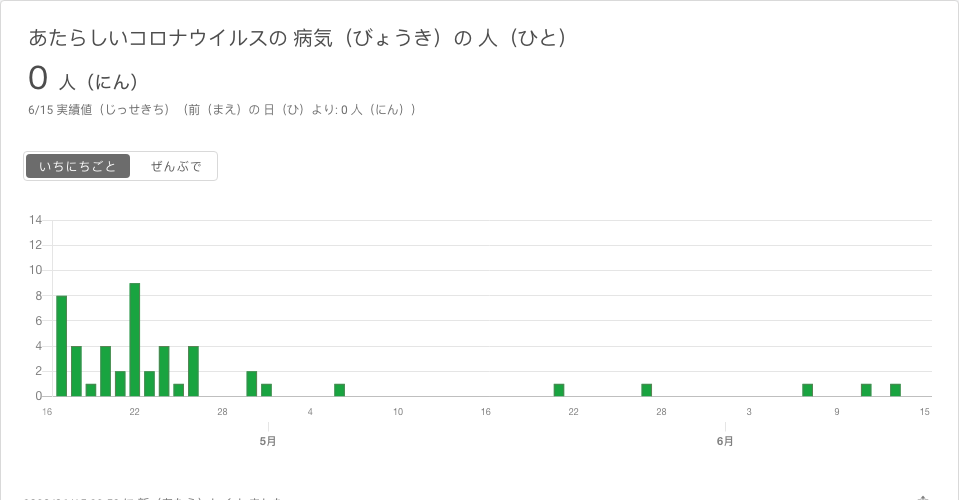 あたらしいコロナウイルスの 病気（びょうき）の 人（ひと）
0 人（にん）
6/15 実績値（じっせきち）（前（まえ）の 日（ひ）より: 0 人（にん））
いちにちごと ぜんぶで
14
12
10
8
6
4
2
0
16 22 28 4 10 16 22 28 3 9 15
5月 6月